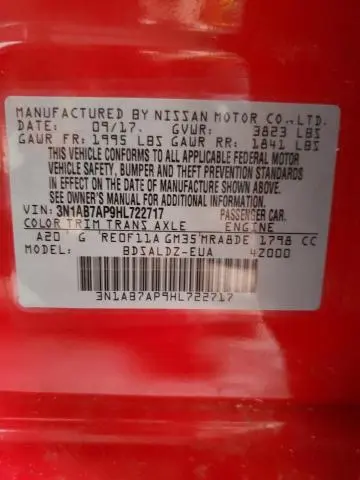 MANUFACTURED BY NISSAN MOTOR CO.,LTD.
DATE: 09/17. GVWR: 3823 LBS
GAWR FR: 1995 LBS GAWR RR: 1841 LBS
THIS VEHICLE CONFORMS TO ALL APPLICABLE FEDERAL MOTOR
VEHICLE SAFETY, BUMPER AND THEFT PREVENTION STANDARDS
IN EFFECT ON THE DATE OF MANUFACTURE SHOWN ABOVE.
SEE OWNER'S MANUAL FOR ADDITIONAL INFORMATION.
VIN: 3N1AB7AP9HL722717 PASSENGER CAR.
COLOR TRIM TRANS AXLE ENGINE
A20 G RE0F11A GM35 MRA8DE 1798 CC
MODEL: BDSALDZ-EUA 4Z000
3N1AB7AP9HL722717